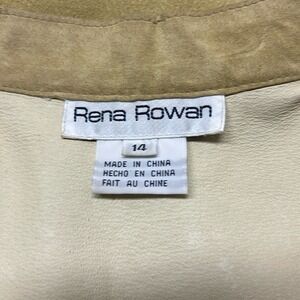 Rena Rowan
14
MADE IN CHINA
HECHO EN CHINA
FAIT AU CHINE